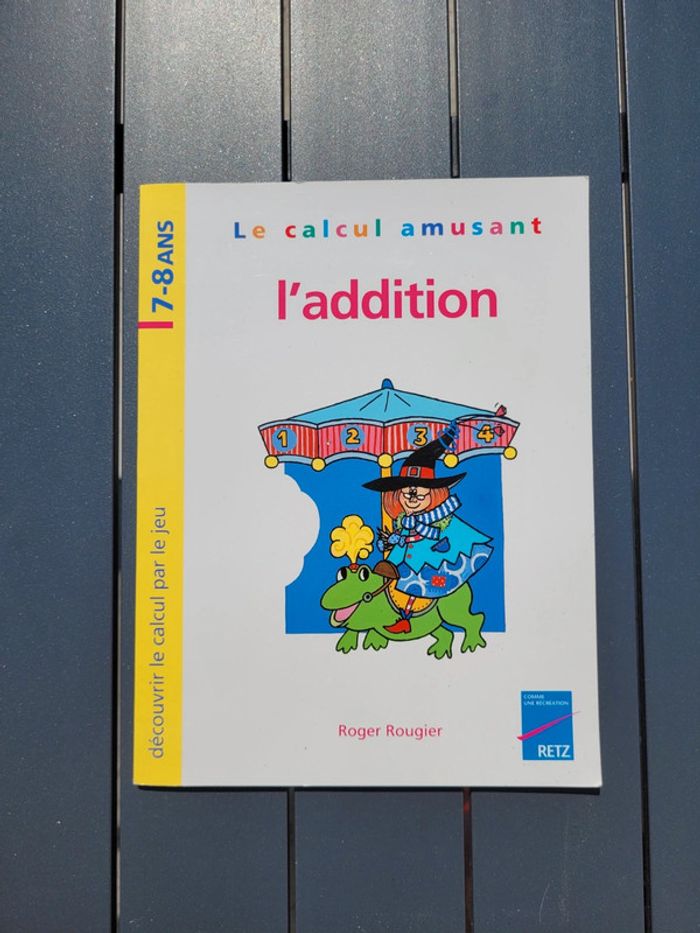 7-8 ANS
découvrir le calcul par le jeu
Le calcul amusant
l'addition
1 2 3 4
Roger Rougier
COMME
UNE RÉCRÉATION
RETZ